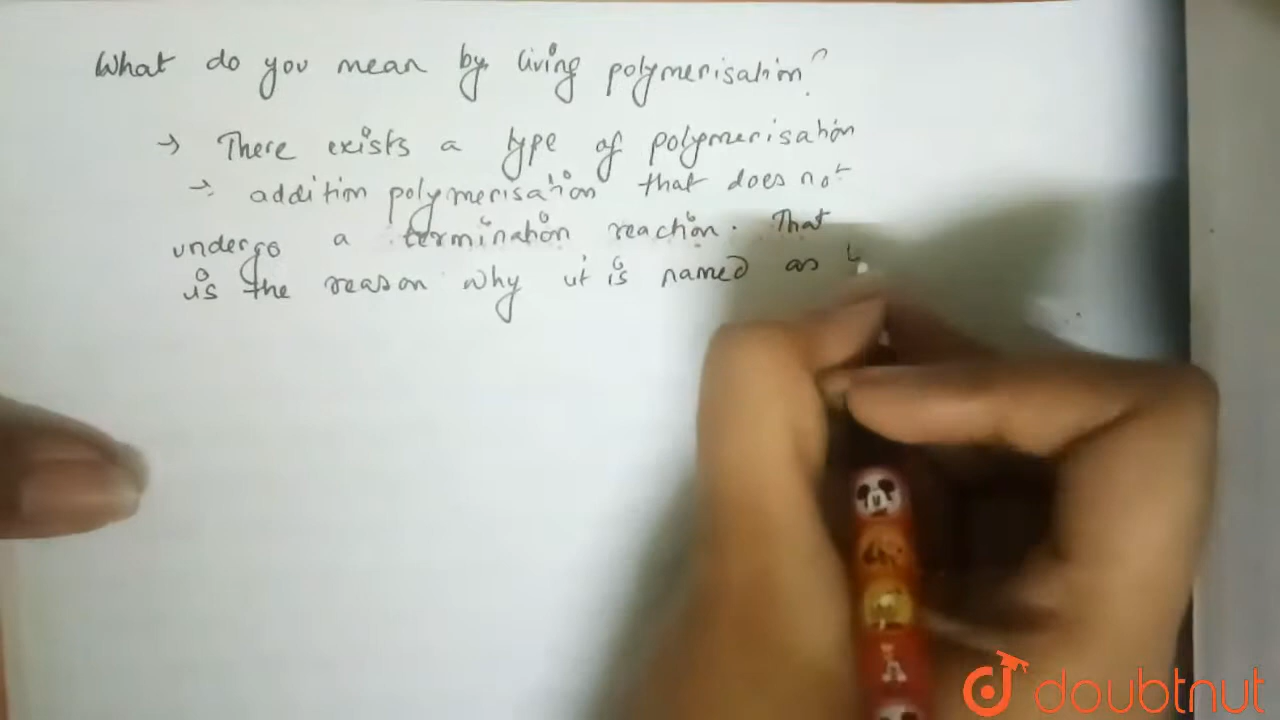 What do you mean by living polymerisation?
→ There exists a type of polymerisation
→ addition polymerisation that does not
undergo a termination reaction. That
is the reason why it is named as
doubtnut